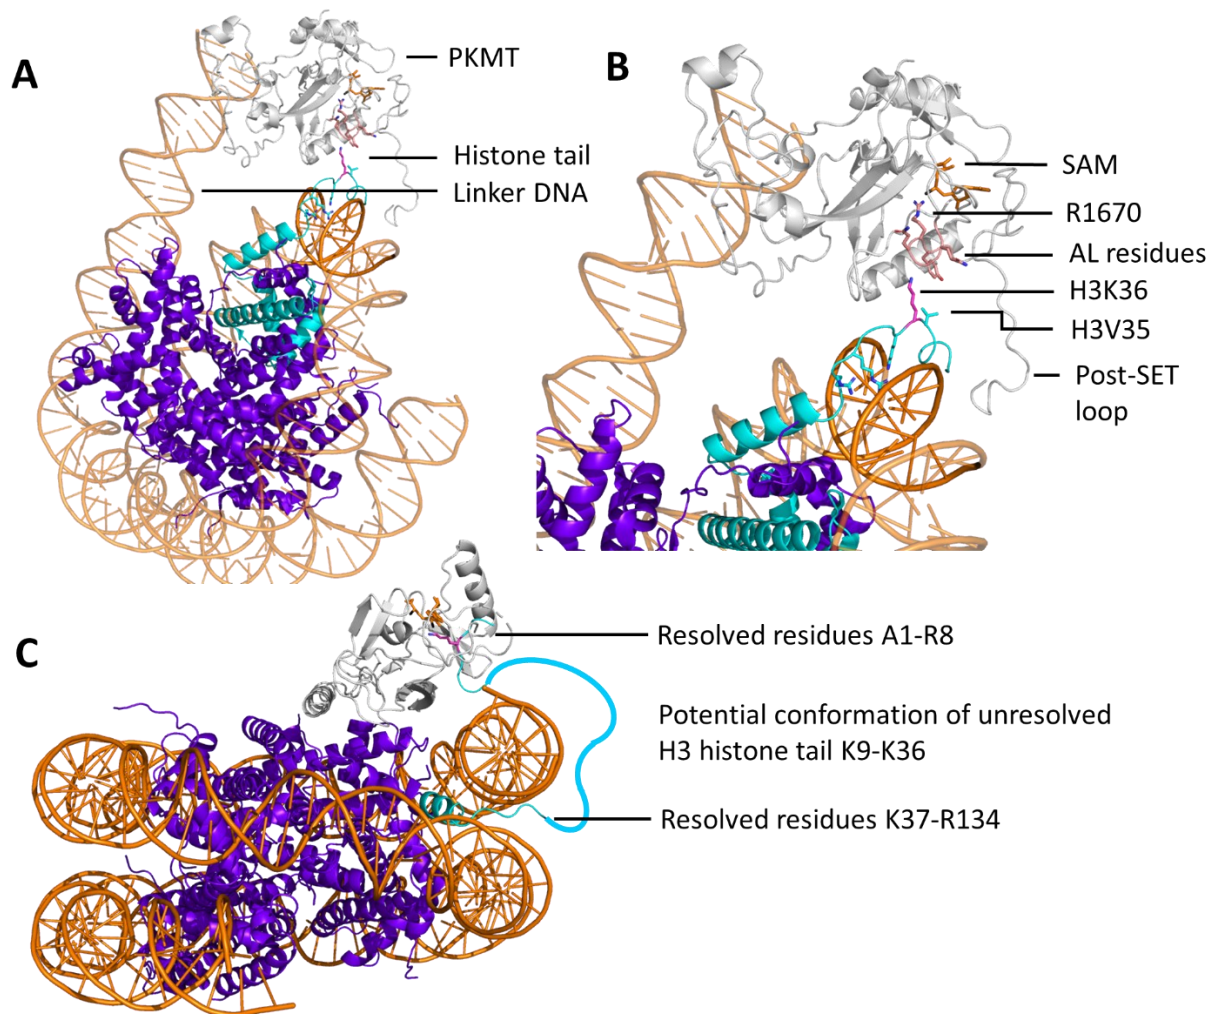 A
PKMT
Histone tail
Linker DNA
B
SAM
R1670
AL residues
H3K36
H3V35
Post-SET
loop
C
Resolved residues A1-R8
Potential conformation of unresolved
H3 histone tail K9-K36
Resolved residues K37-R134